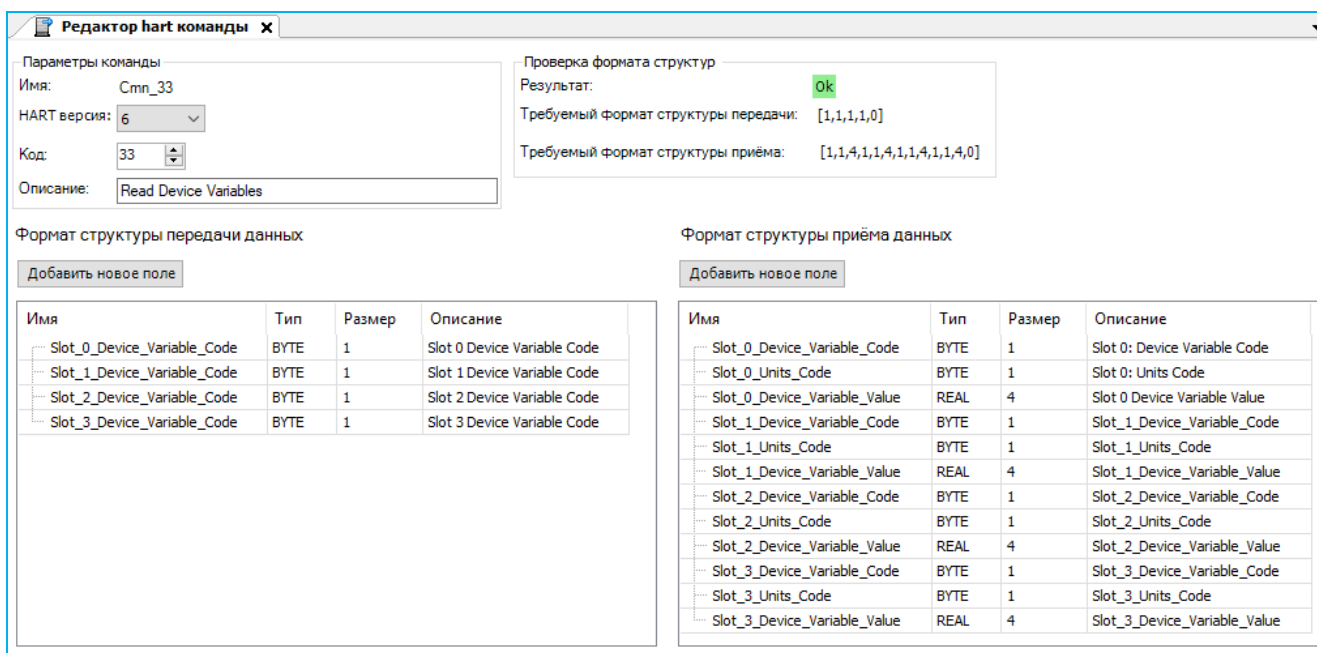 Редактор hart команды X
Параметры команды
Имя: Cmn_33
HART версия: 6
Код: 33
Описание: Read Device Variables
Проверка формата структур
Результат: Ok
Требуемый формат структуры передачи: [1,1,1,1,0]
Требуемый формат структуры приёма: [1,1,4,1,1,4,1,1,4,1,1,4,0]
Формат структуры передачи данных
Добавить новое поле
Имя Тип Размер Описание
Slot_0_Device_Variable_Code BYTE 1 Slot 0 Device Variable Code
Slot_1_Device_Variable_Code BYTE 1 Slot 1 Device Variable Code
Slot_2_Device_Variable_Code BYTE 1 Slot 2 Device Variable Code
Slot_3_Device_Variable_Code BYTE 1 Slot 3 Device Variable Code
Формат структуры приёма данных
Добавить новое поле
Имя Тип Размер Описание
Slot_0_Device_Variable_Code BYTE 1 Slot 0: Device Variable Code
Slot_0_Units_Code BYTE 1 Slot 0: Units Code
Slot_0_Device_Variable_Value REAL 4 Slot 0 Device Variable Value
Slot_1_Device_Variable_Code BYTE 1 Slot_1_Device_Variable_Code
Slot_1_Units_Code BYTE 1 Slot_1_Units_Code
Slot_1_Device_Variable_Value REAL 4 Slot_1_Device_Variable_Value
Slot_2_Device_Variable_Code BYTE 1 Slot_2_Device_Variable_Code
Slot_2_Units_Code BYTE 1 Slot_2_Units_Code
Slot_2_Device_Variable_Value REAL 4 Slot_2_Device_Variable_Value
Slot_3_Device_Variable_Code BYTE 1 Slot_3_Device_Variable_Code
Slot_3_Units_Code BYTE 1 Slot_3_Units_Code
Slot_3_Device_Variable_Value REAL 4 Slot_3_Device_Variable_Value